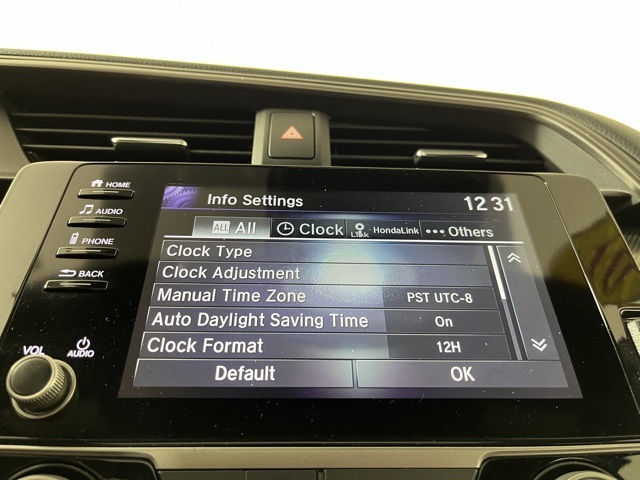 HOME
AUDIO
PHONE
BACK
VOL AUDIO
Info Settings 12 31
ALL All Clock Link HondaLink Others
Clock Type
Clock Adjustment
Manual Time Zone PST UTC-8
Auto Daylight Saving Time On
Clock Format 12H
Default OK